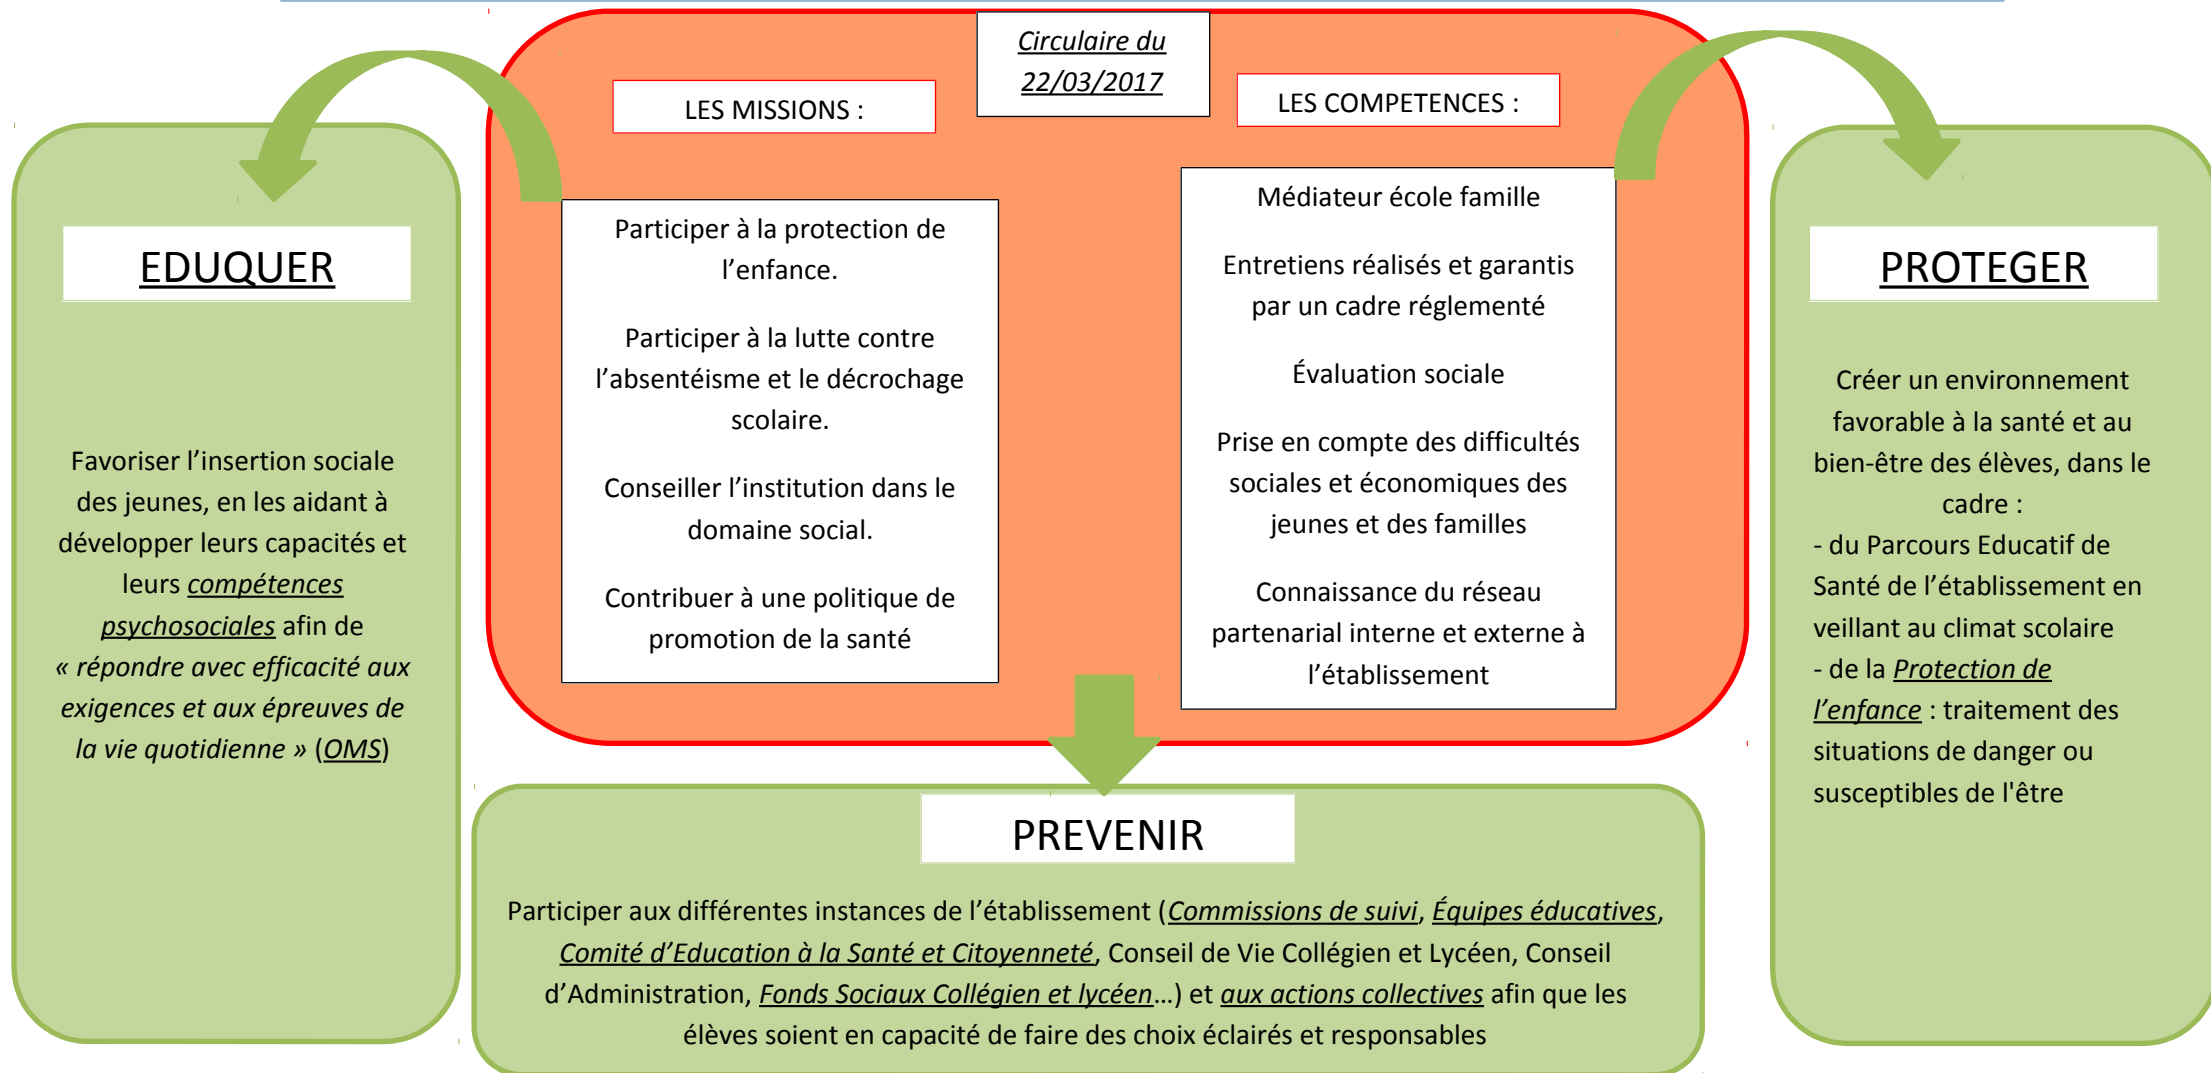 Circulaire du
22/03/2017
LES MISSIONS :
LES COMPETENCES :
EDUQUER
Favoriser l’insertion sociale
des jeunes, en les aidant à
développer leurs capacités et
leurs compétences
psychosociales afin de
« répondre avec efficacité aux
exigences et aux épreuves de
la vie quotidienne » (OMS)
Participer à la protection de
l’enfance.
Participer à la lutte contre
l’absentéisme et le décrochage
scolaire.
Conseiller l’institution dans le
domaine social.
Contribuer à une politique de
promotion de la santé
Médiateur école famille
Entretiens réalisés et garantis
par un cadre réglementé
Évaluation sociale
Prise en compte des difficultés
sociales et économiques des
jeunes et des familles
Connaissance du réseau
partenarial interne et externe à
l’établissement
PROTEGER
Créer un environnement
favorable à la santé et au
bien-être des élèves, dans le
cadre :
- du Parcours Educatif de
Santé de l’établissement en
veillant au climat scolaire
- de la Protection de
l’enfance : traitement des
situations de danger ou
susceptibles de l'être
PREVENIR
Participer aux différentes instances de l’établissement (Commissions de suivi, Équipes éducatives,
Comité d’Education à la Santé et Citoyenneté, Conseil de Vie Collégien et Lycéen, Conseil
d’Administration, Fonds Sociaux Collégien et lycéen…) et aux actions collectives afin que les
élèves soient en capacité de faire des choix éclairés et responsables